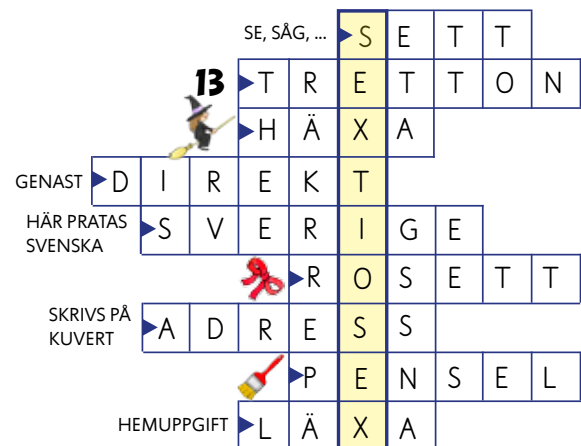 SE, SÅG, ... S E T T
13 T R E T T O N
H Ä X A
GENAST D I R E K T
HÄR PRATAS
SVENSKA S V E R I G E
R O S E T T
SKRIVS PÅ
KUVERT A D R E S S
P E N S E L
HEMUPPGIFT L Ä X A